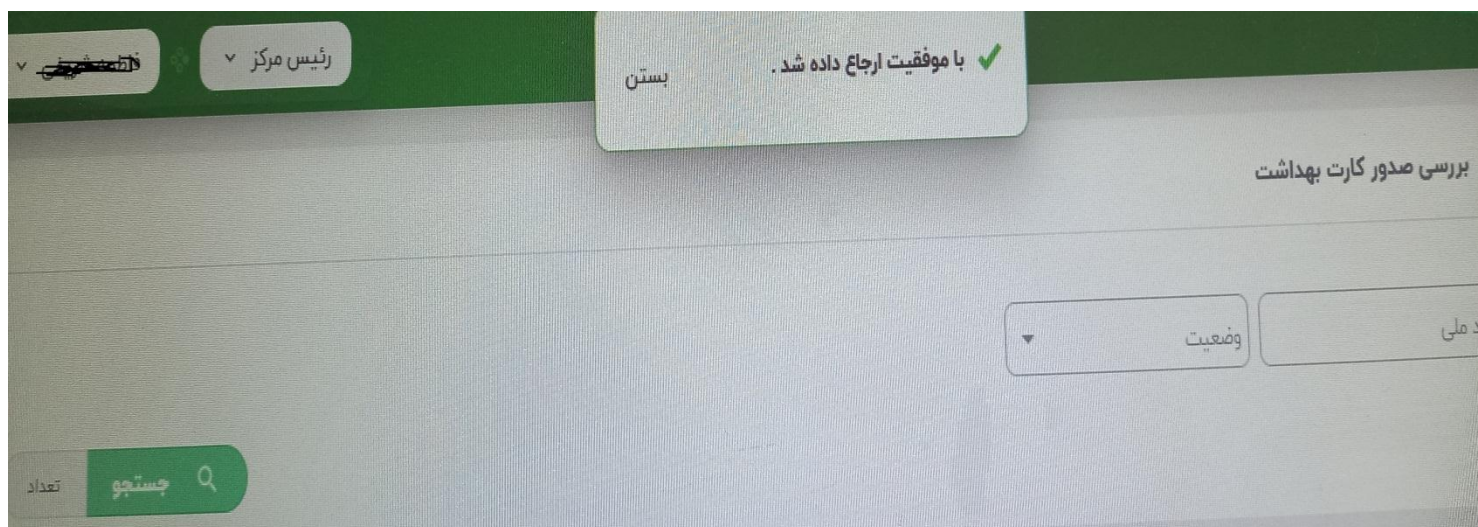 رئیس مرکز
با موفقیت ارجاع داده شد .
بستن
بررسی صدور کارت بهداشت
د ملی
وضعیت
جستجو
تعداد